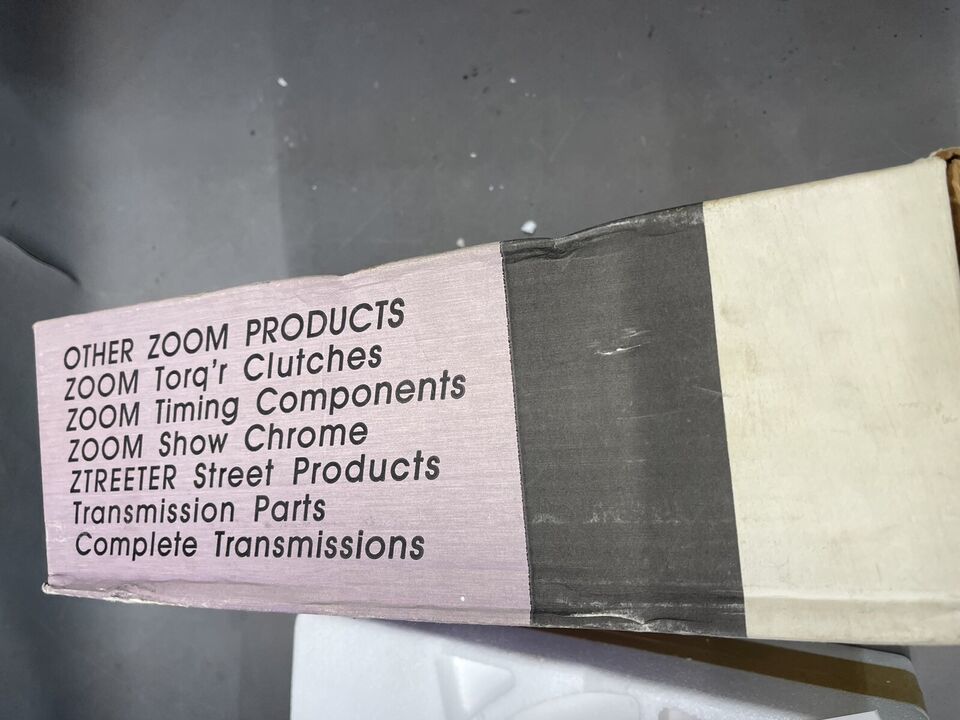 OTHER ZOOM PRODUCTS
ZOOM Torq'r Clutches
ZOOM Timing Components
ZOOM Show Chrome
ZTREETER Street Products
Transmission Parts
Complete Transmissions